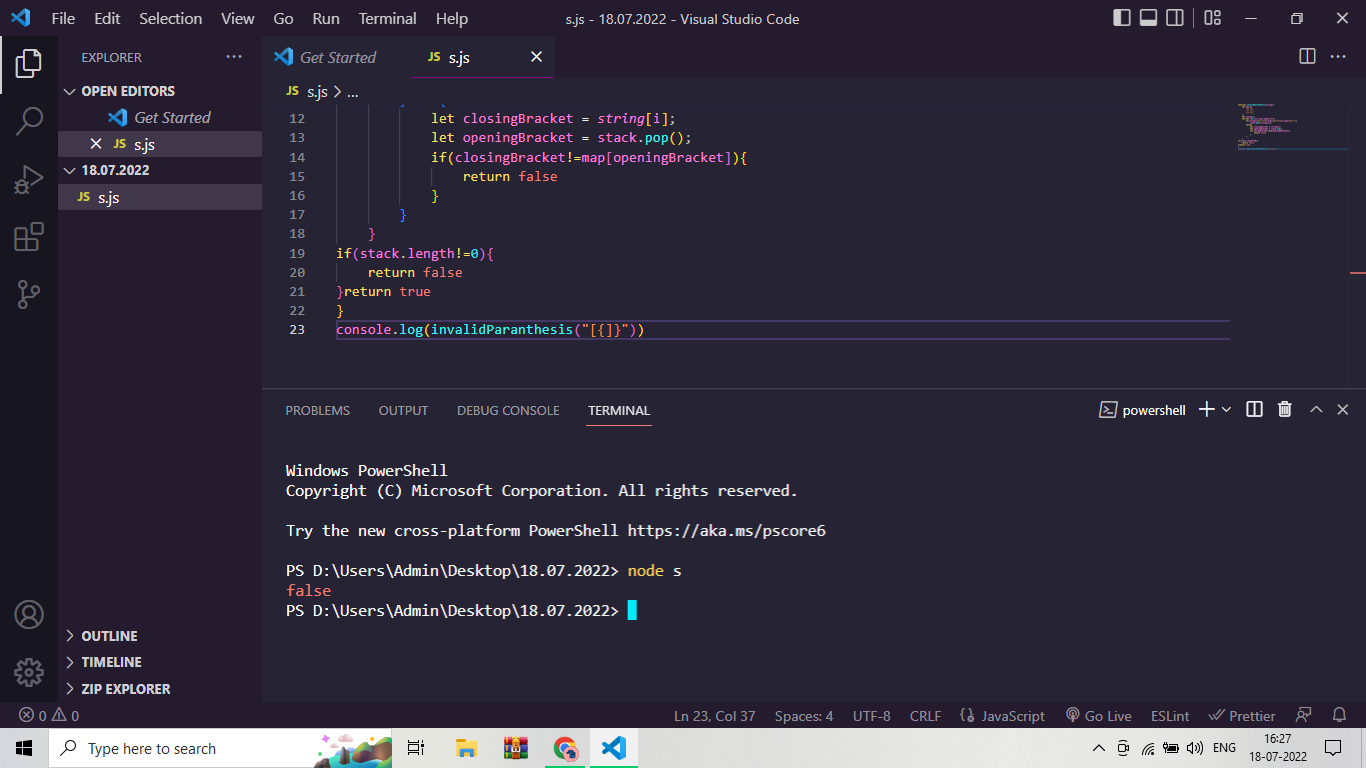 File Edit Selection View Go Run Terminal Help s.js - 18.07.2022 - Visual Studio Code
EXPLORER
OPEN EDITORS
Get Started
JS s.js
18.07.2022
JS s.js
OUTLINE
TIMELINE
ZIP EXPLORER
Get Started
JS s.js
JS s.js > ...
12 let closingBracket = string[i];
13 let openingBracket = stack.pop();
14 if(closingBracket!=map[openingBracket]){
15 return false
16 }
17 }
18 }
19 if(stack.length!=0){
20 return false
21 }return true
22 }
23 console.log(invalidParanthesis("[{]}"))
PROBLEMS OUTPUT DEBUG CONSOLE TERMINAL
powershell
Windows PowerShell
Copyright (C) Microsoft Corporation. All rights reserved.
Try the new cross-platform PowerShell https://aka.ms/pscore6
PS D:\Users\Admin\Desktop\18.07.2022> node s
false
PS D:\Users\Admin\Desktop\18.07.2022>
0 0 Ln 23, Col 37 Spaces: 4 UTF-8 CRLF JavaScript Go Live ESLint Prettier
Type here to search
ENG
16:27
18-07-2022